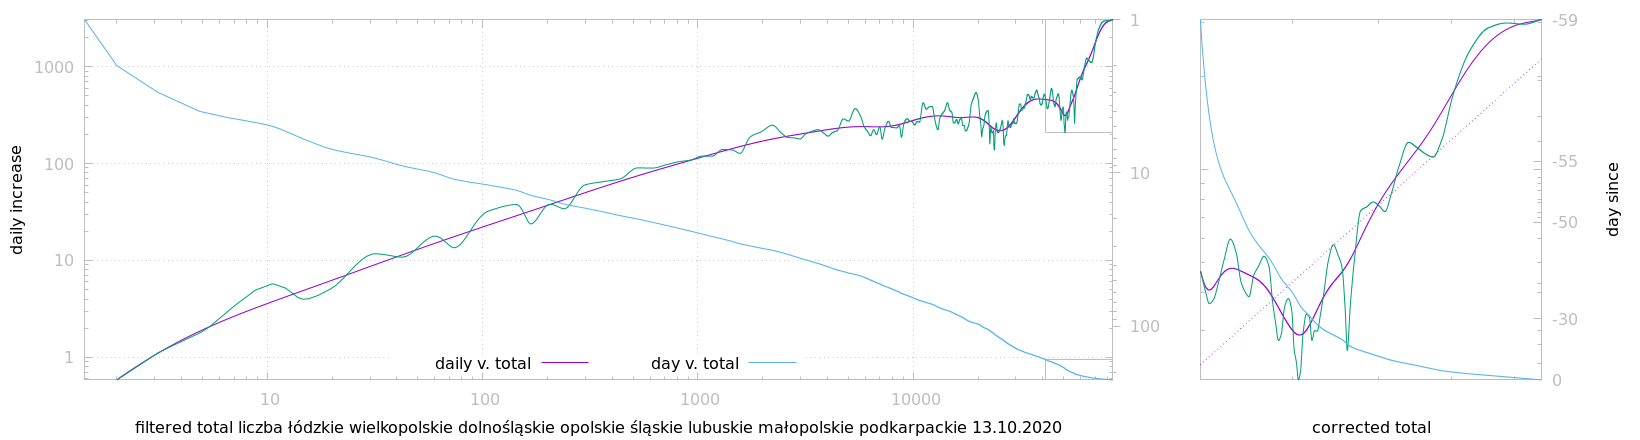 1 -59
1000
daily increase
100 10 -55
-50
day since
10
100 -30
1 daily v. total day v. total
0
10 100 1000 10000
filtered total liczba łódzkie wielkopolskie dolnośląskie opolskie śląskie lubuskie małopolskie podkarpackie 13.10.2020 corrected total